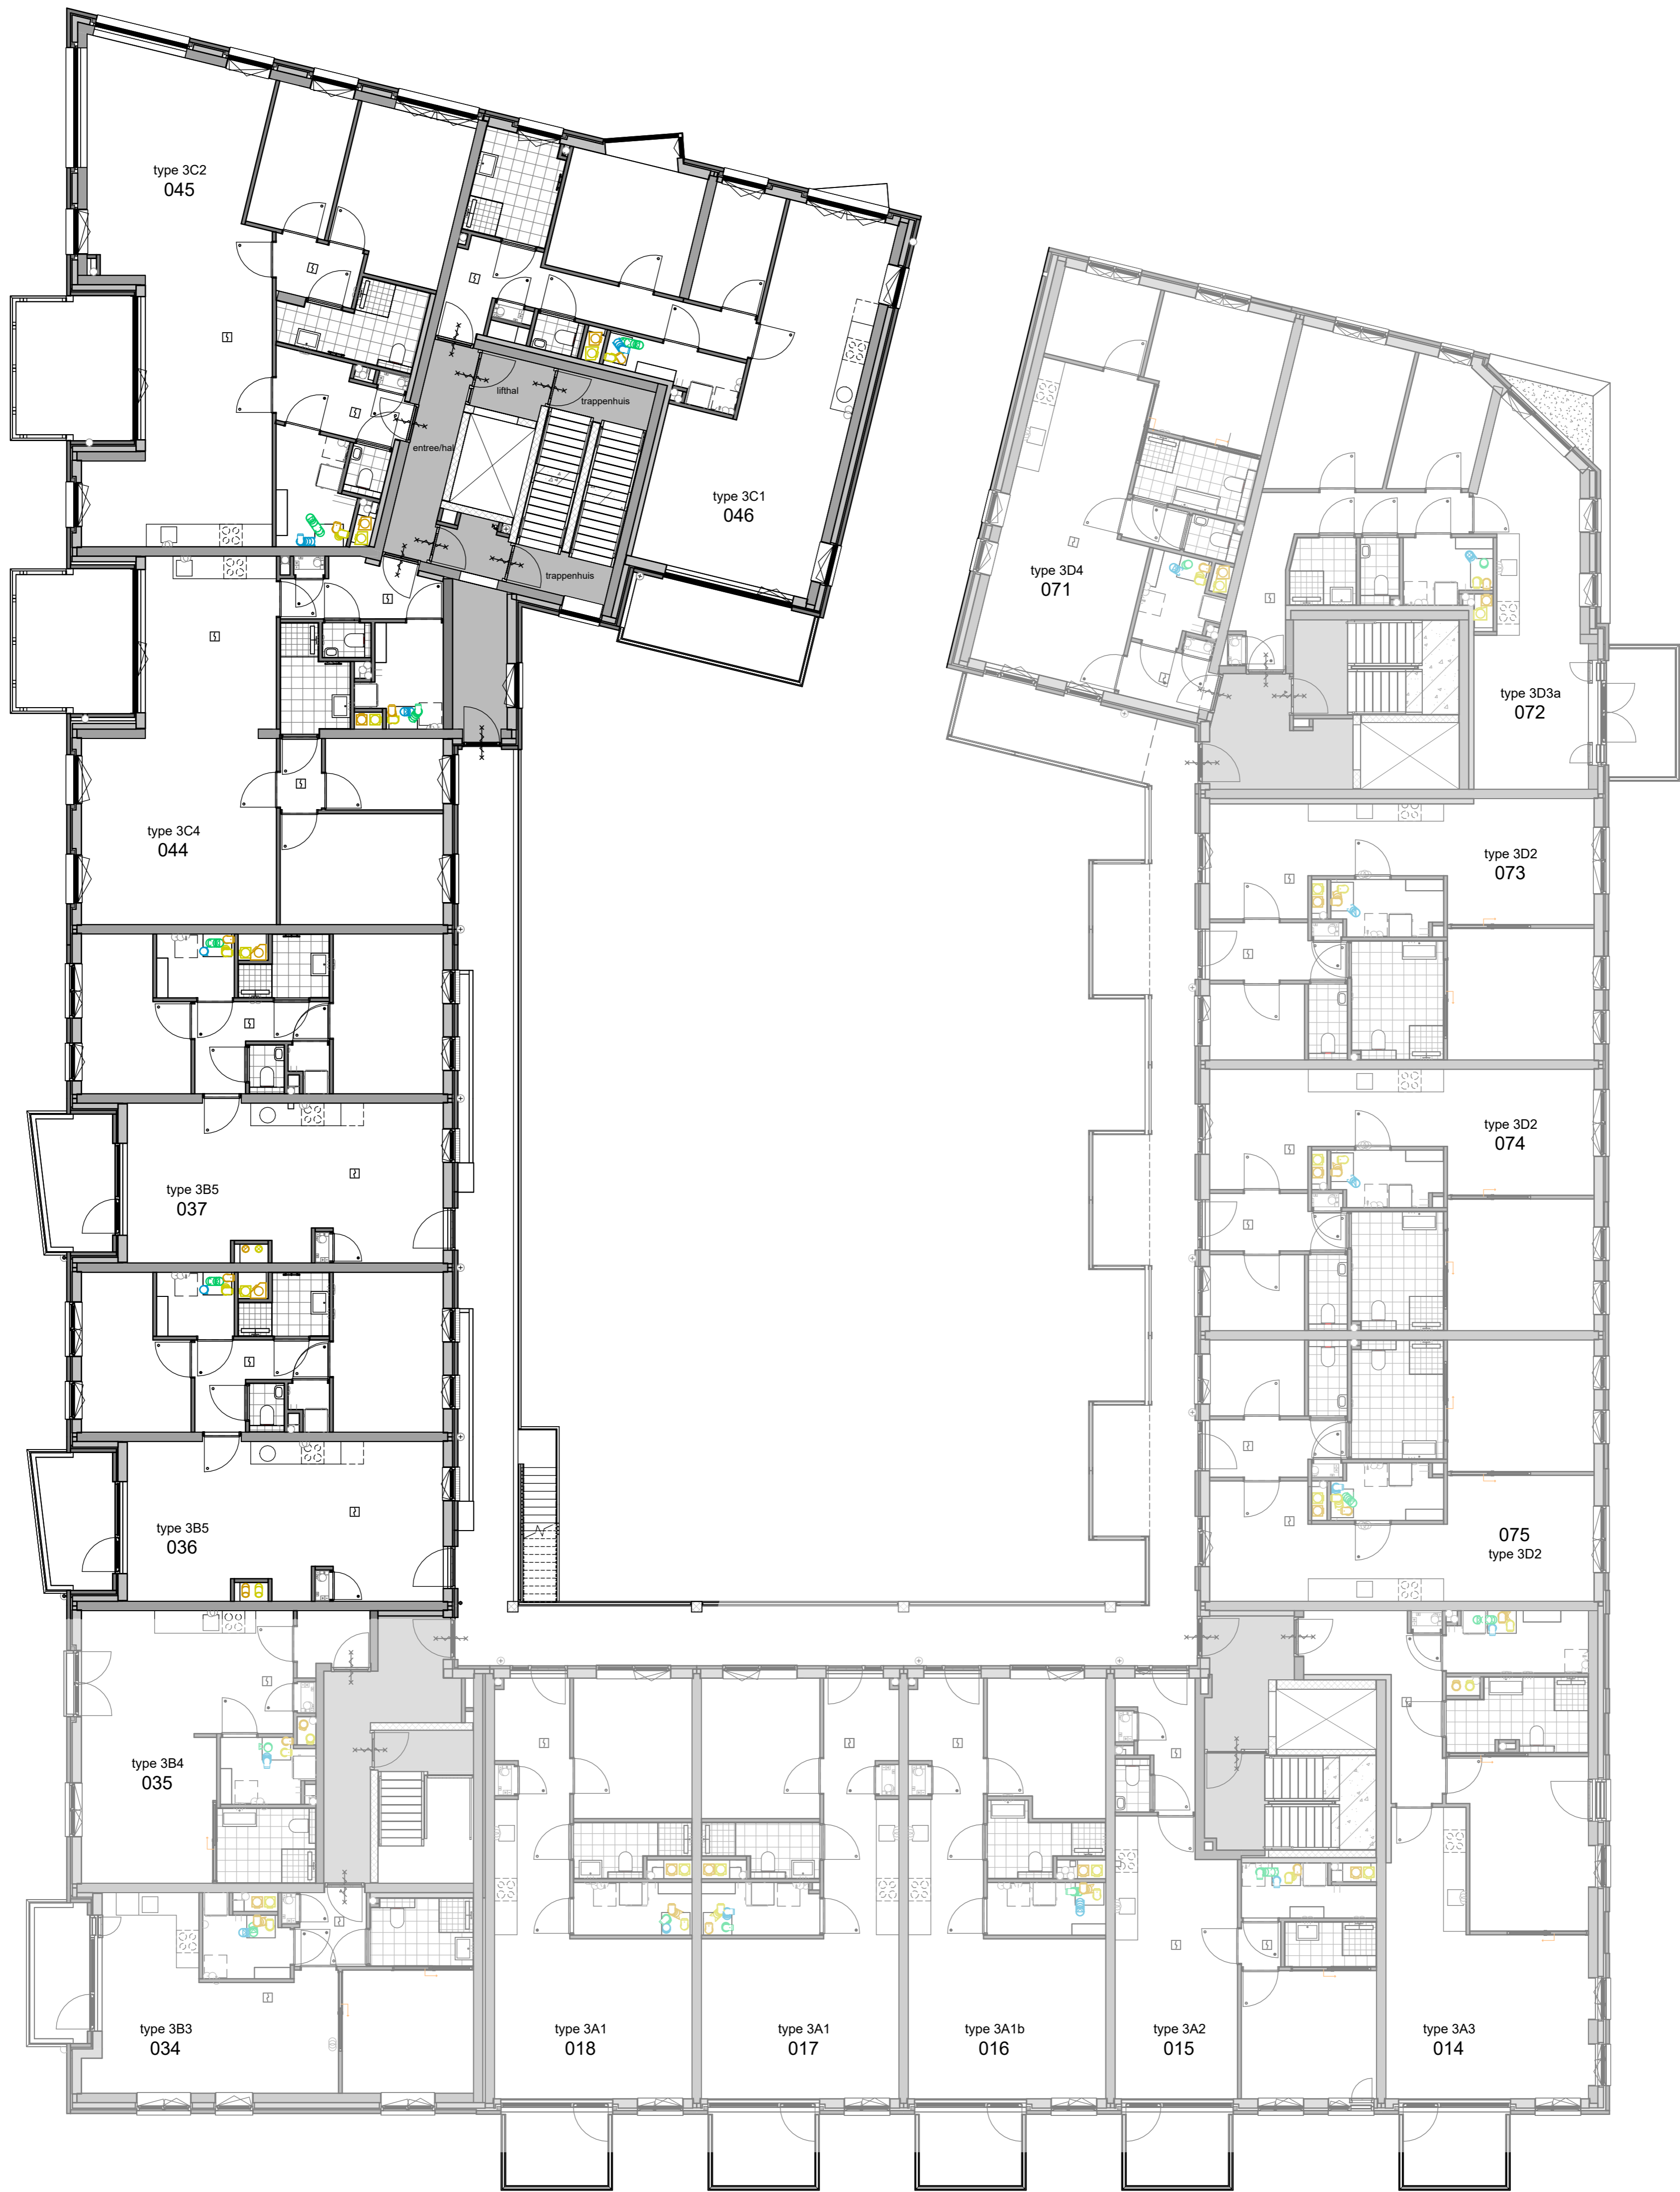 type 3C2
045
lifthal
trappenhuis
entree/hal
type 3C1
046
trappenhuis
type 3D4
071
type 3D3a
072
type 3C4
044
type 3D2
073
type 3D2
074
type 3B5
037
type 3B5
036
075
type 3D2
type 3B4
035
type 3B3
034
type 3A1
018
type 3A1
017
type 3A1b
016
type 3A2
015
type 3A3
014